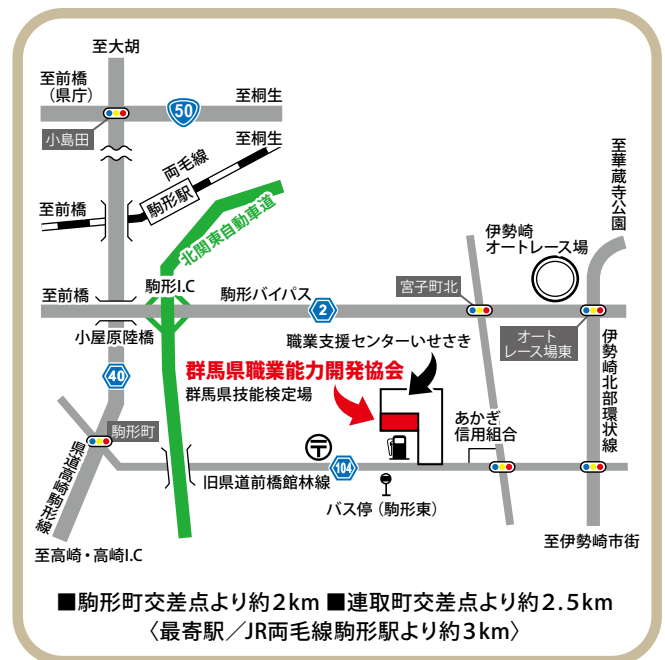 至大胡
至前橋
（県庁）
50
至桐生
小島田
至桐生
両毛線
駒形駅
至前橋
北関東自動車道
至華蔵寺公園
伊勢崎
オートレース場
駒形I.C
至前橋
駒形バイパス
2
宮子町北
小屋原陸橋
オート
レース場東
職業支援センターいせさき
伊勢崎北部環状線
40
群馬県職業能力開発協会
群馬県技能検定場
駒形町
あかぎ
信用組合
〒
104
県道高崎駒形線
旧県道前橋館林線
バス停（駒形東）
至高崎・高崎I.C
至伊勢崎市街
■駒形町交差点より約2km ■連取町交差点より約2.5km
〈最寄駅／JR両毛線駒形駅より約3km〉